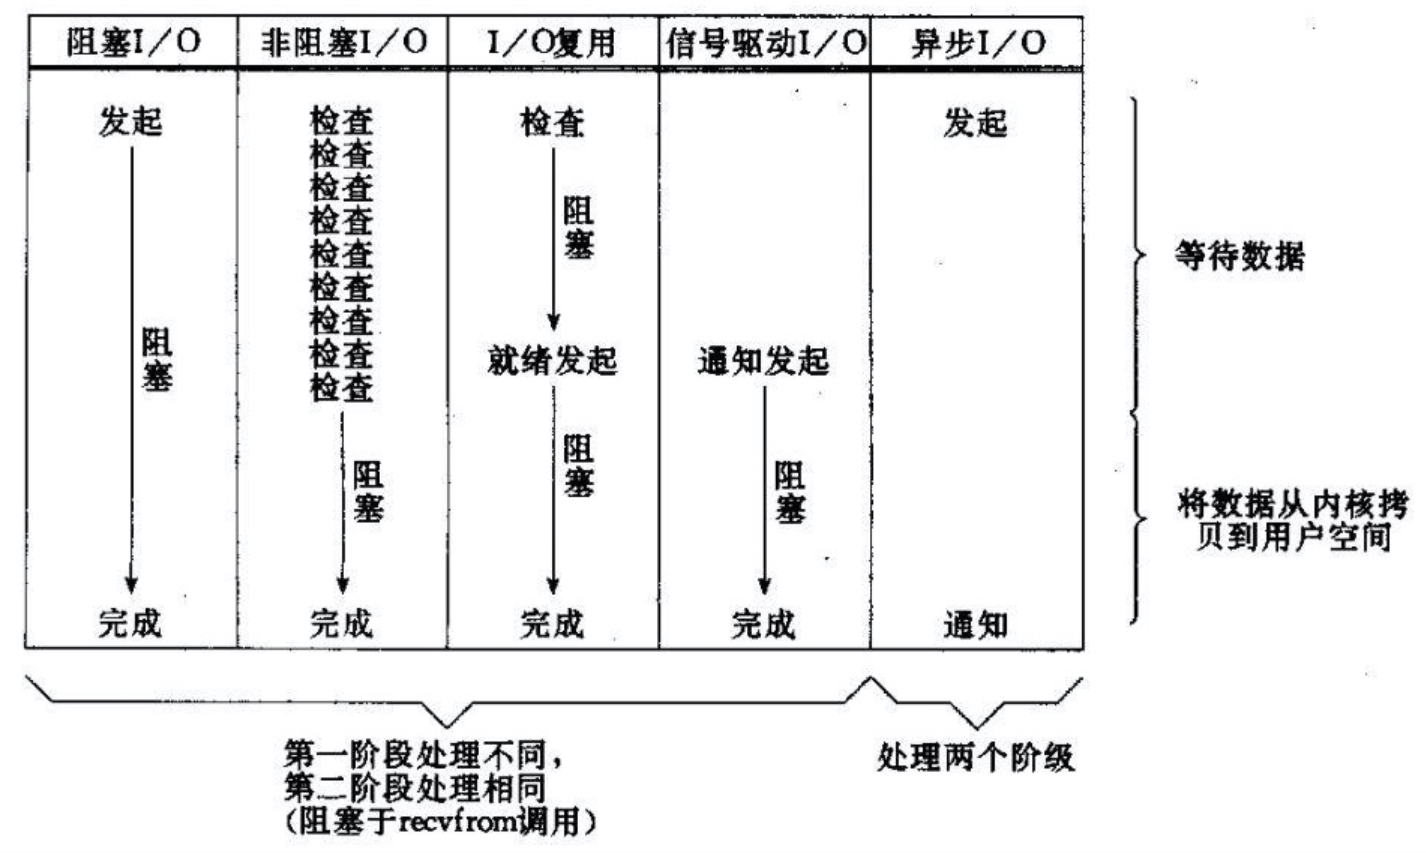 阻塞I/O 非阻塞I/O I/O复用 信号驱动I/O 异步I/O
发起 检查 检查 发起
检查
检查
检查
检查
检查
检查
检查
检查
阻塞
等待数据
阻塞
就绪发起 通知发起
阻塞
阻塞 阻塞
将数据从内核拷
贝到用户空间
完成 完成 完成 完成 通知
第一阶段处理不同，
第二阶段处理相同
（阻塞于recvfrom调用）
处理两个阶级